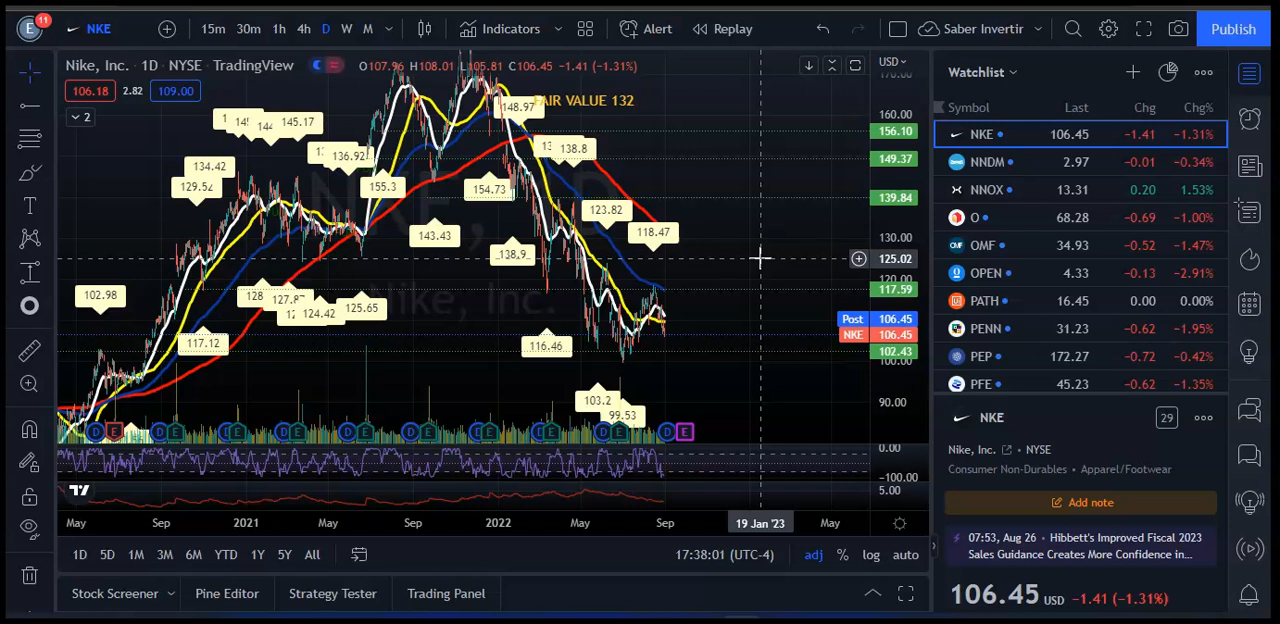 E 11 NKE 15m 30m 1h 4h D W M Indicators Alert Replay Saber Invertir Publish
Nike, Inc. · 1D · NYSE · TradingView O107.96 H108.01 L105.81 C106.45 −1.41 (−1.31%)
106.18 2.82 109.00
2
FAIR VALUE 132
148.97
145.17
138.8
136.92
134.42
129.52
155.3
154.73
143.43
138.9
123.82
118.47
102.98
127.87
124.42
125.65
117.12
116.46
103.2
99.53
NKE, 1D
Nike, Inc.
USD
170.00
160.00
156.10
149.37
139.84
130.00
125.02
120.00
117.59
Post 106.45
NKE 106.45
102.43
90.00
0.00
−100.00
5.00
D E D E D E D E D E D E D E D E D E D E
May Sep 2021 May Sep 2022 May Sep 19 Jan '23 May
1D 5D 1M 3M 6M YTD 1Y 5Y All 17:38:01 (UTC-4) adj % log auto
Stock Screener Pine Editor Strategy Tester Trading Panel
Watchlist
Symbol Last Chg Chg%
NKE 106.45 −1.41 −1.31%
NNDM 2.97 −0.01 −0.34%
NNOX 13.31 0.20 1.53%
O 68.28 −0.69 −1.00%
OMF 34.93 −0.52 −1.47%
OPEN 4.33 −0.13 −2.91%
PATH 16.45 0.00 0.00%
PENN 31.23 −0.62 −1.95%
PEP 172.27 −0.72 −0.42%
PFE 45.23 −0.62 −1.35%
NKE 29
Nike, Inc. · NYSE
Consumer Non-Durables · Apparel/Footwear
Add note
07:53, Aug 26 · Hibbett's Improved Fiscal 2023
Sales Guidance Creates More Confidence in...
106.45 USD −1.41 (−1.31%)